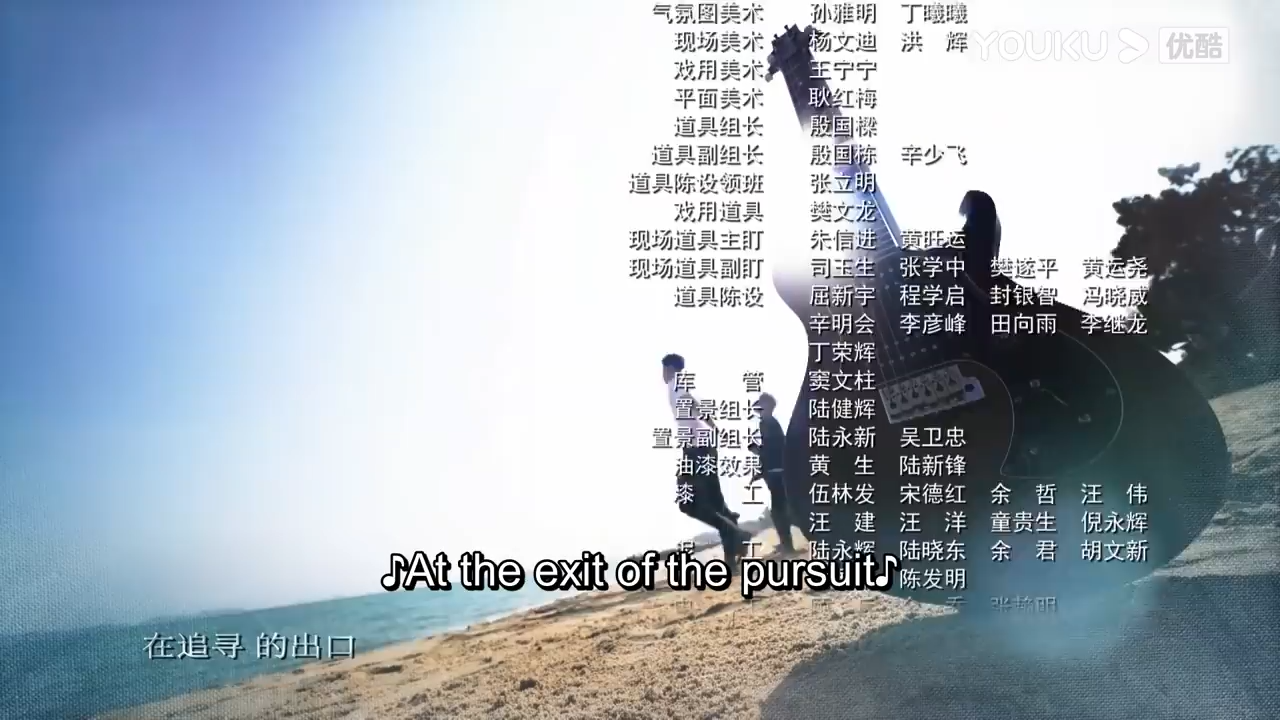 气氛图美术 孙雅明 丁曦曦
现场美术 杨文迪 洪 辉
YOUKU 优酷
戏用美术 王宁宁
平面美术 耿红梅
道具组长 殷国樑
道具副组长 殷国栋 辛少飞
道具陈设领班 张立明
戏用道具 樊文龙
现场道具主盯 朱信进 黄旺运
现场道具副盯 司玉生 张学中 樊遂平 黄运尧
道具陈设 屈新宇 程学启 封银智 冯晓威
辛明会 李彦峰 田向雨 李继龙
丁荣辉
库 管 窦文柱
置景组长 陆健辉
置景副组长 陆永新 吴卫忠
油漆效果 黄 生 陆新锋
漆 工 伍林发 宋德红 余 哲 汪 伟
汪 建 汪 洋 童贵生 倪永辉
工 陆永辉 陆晓东 余 君 胡文新
陈发明
♪At the exit of the pursuit♪
在追寻 的出口